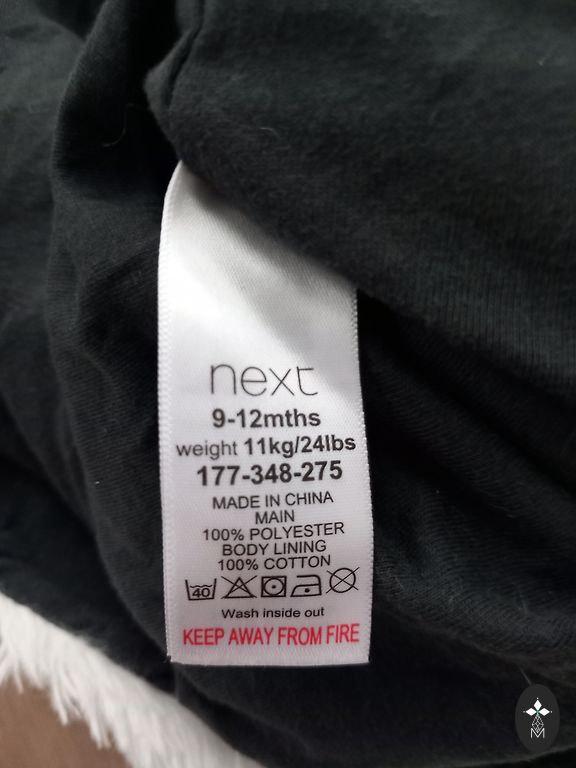 next
9-12mths
weight 11kg/24lbs
177-348-275
MADE IN CHINA
MAIN
100% POLYESTER
BODY LINING
100% COTTON
40
Wash inside out
KEEP AWAY FROM FIRE
M